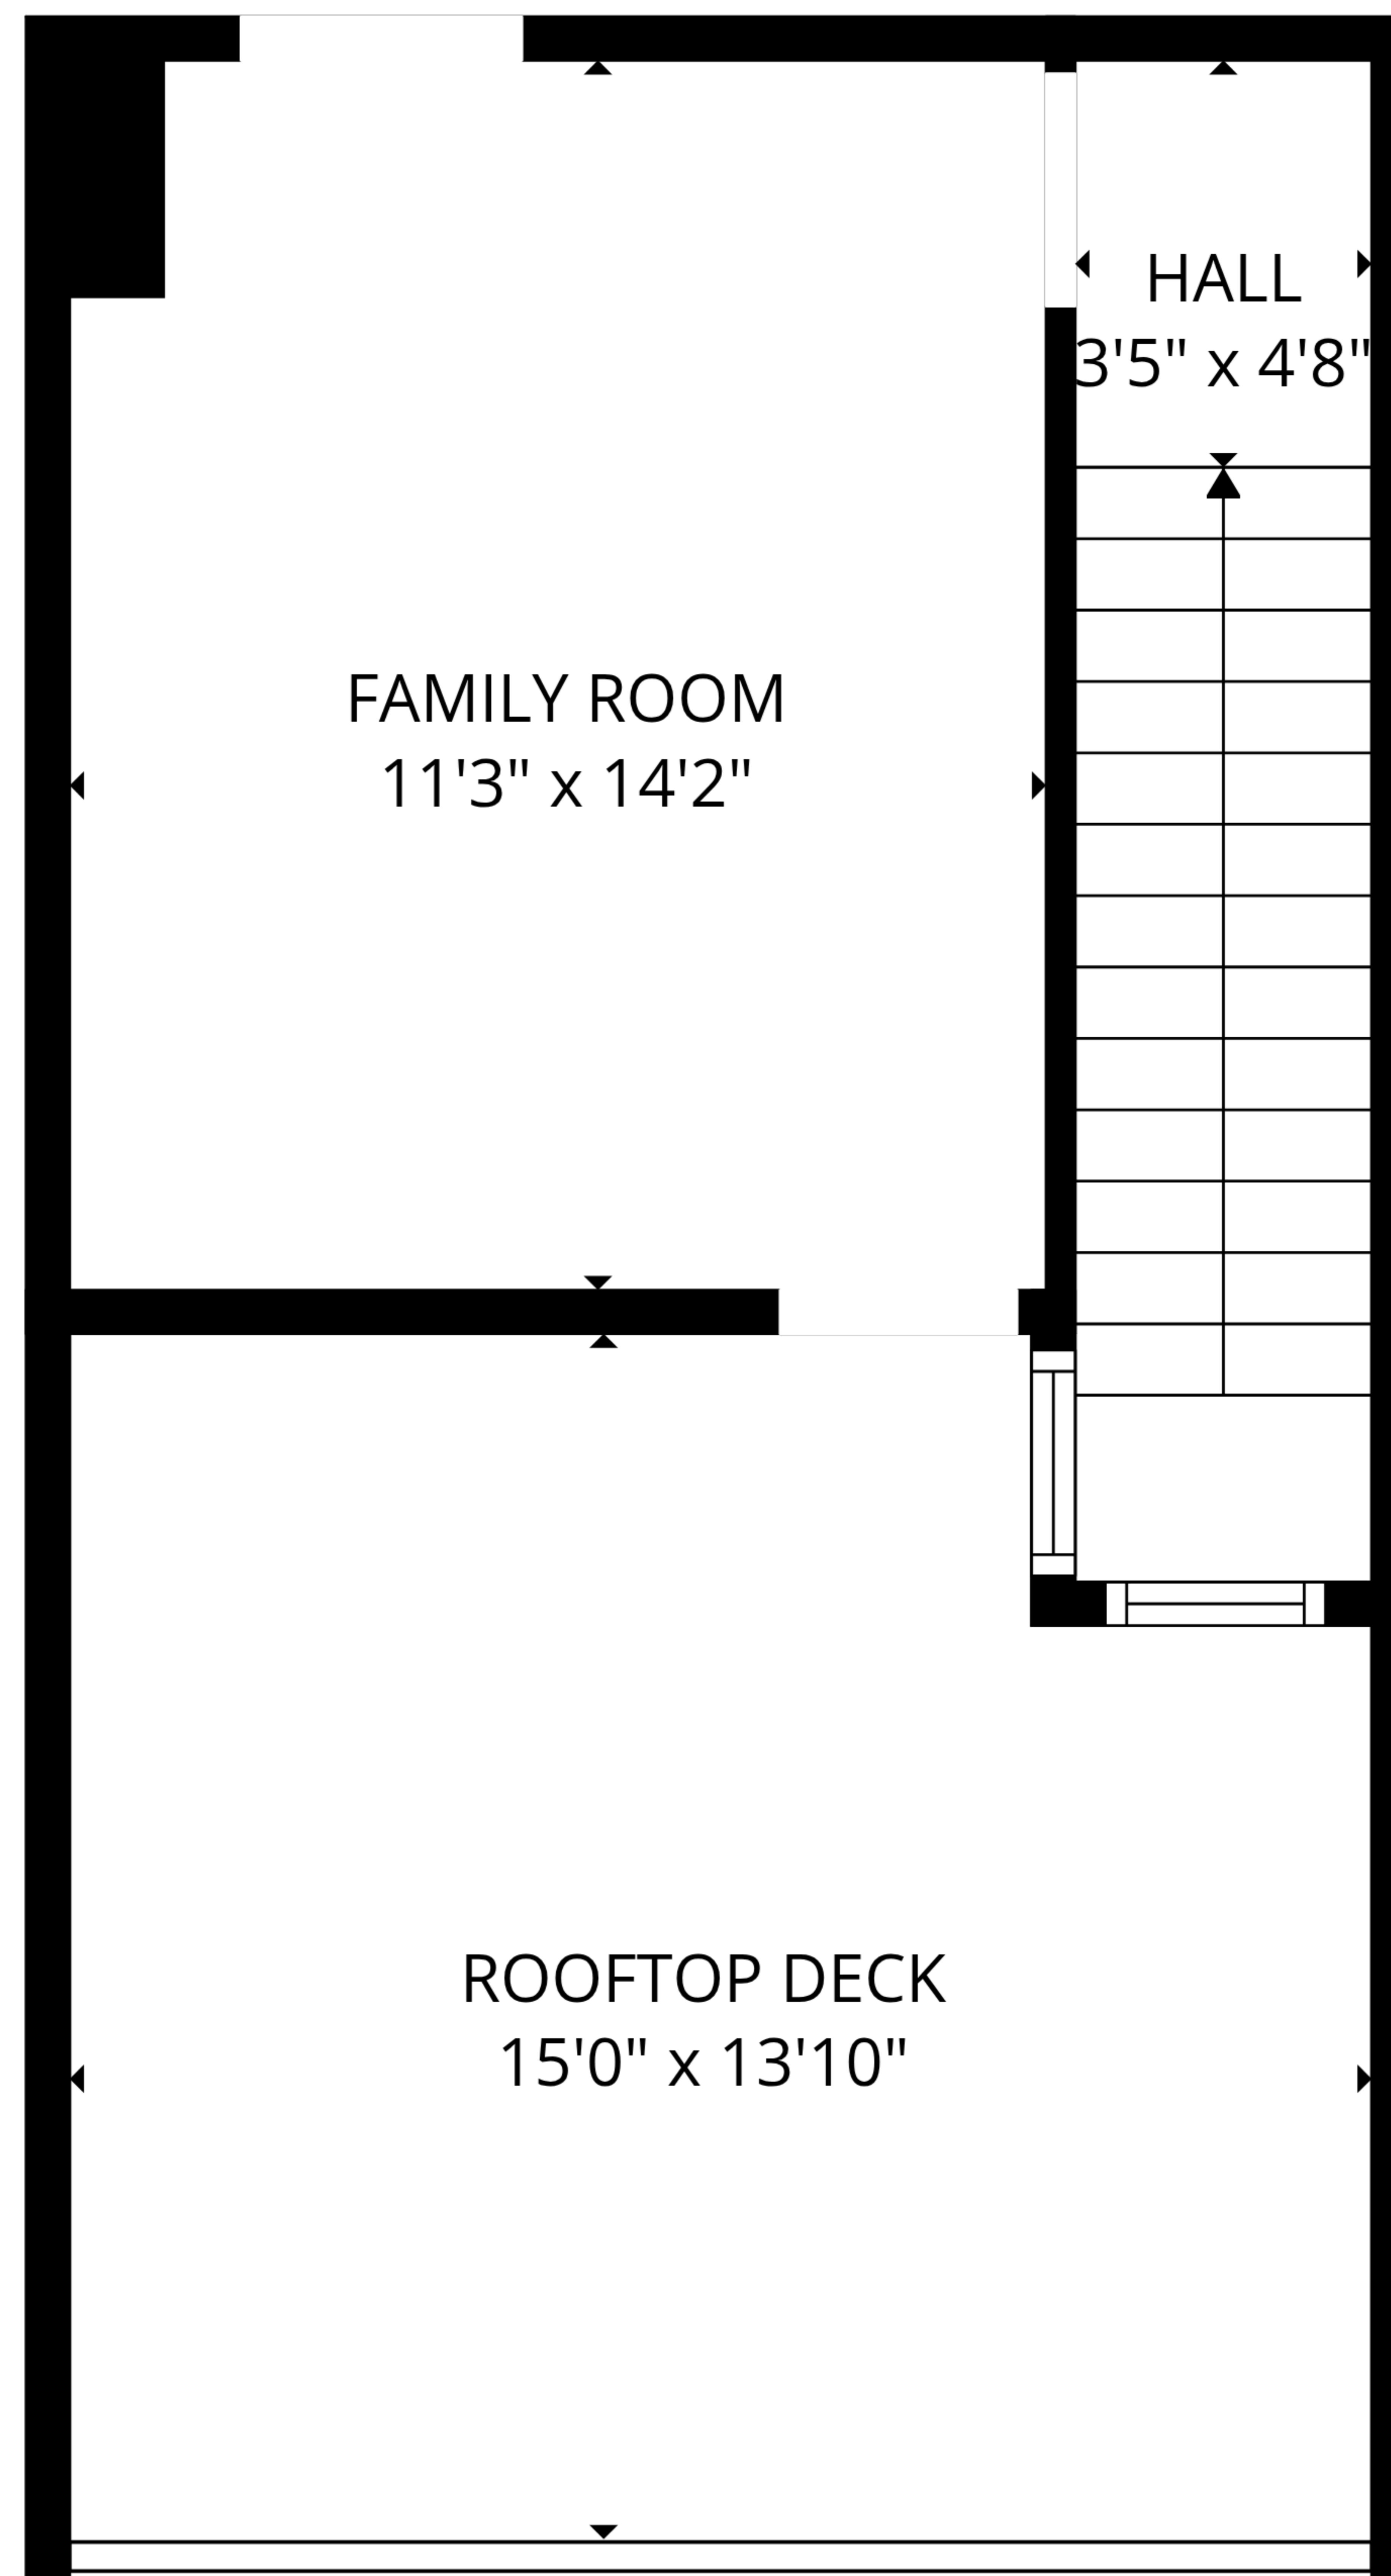 HALL
3'5" x 4'8"
FAMILY ROOM
11'3" x 14'2"
ROOFTOP DECK
15'0" x 13'10"